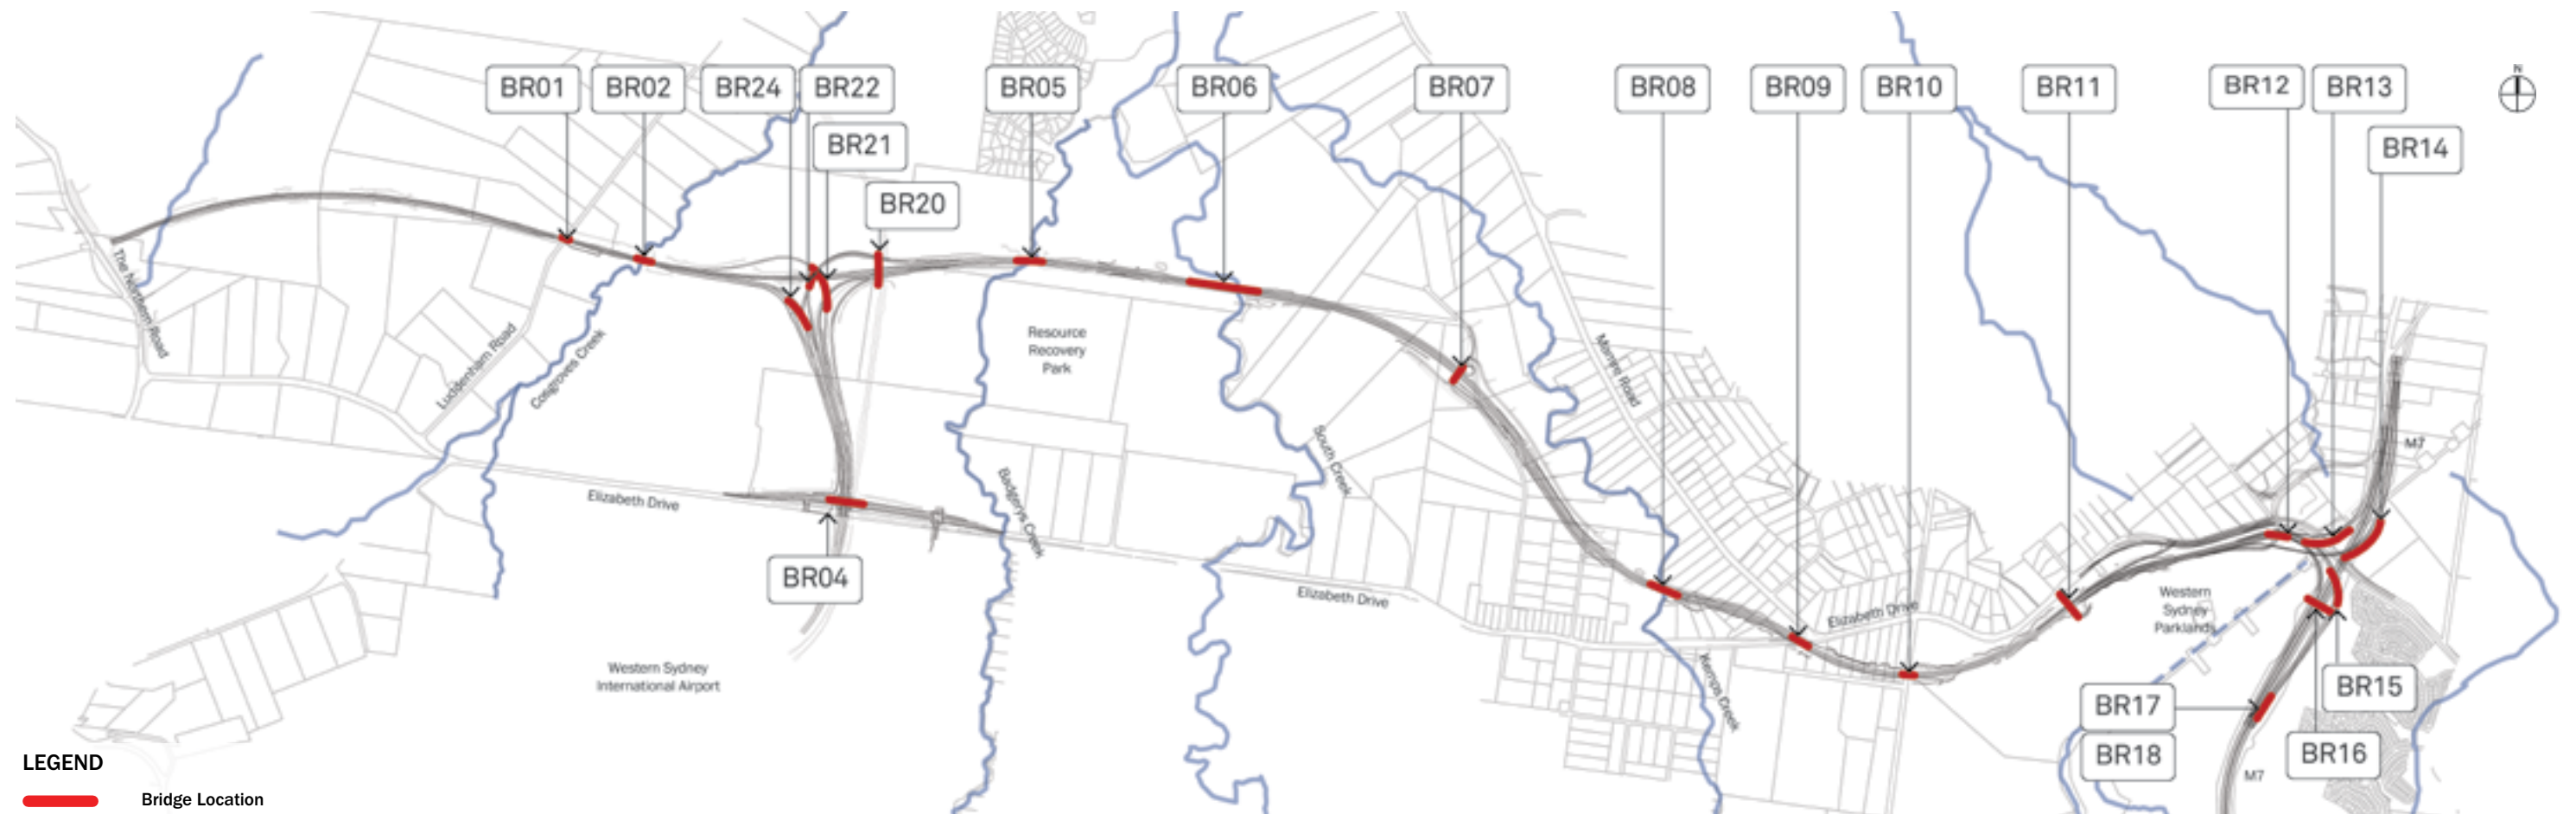 BR01
BR02
BR24
BR22
BR05
BR06
BR07
BR08
BR09
BR10
BR11
BR12
BR13
N
BR21
BR14
BR20
The Northern Road
Luddenham Road
Cosgroves Creek
Resource
Recovery
Park
Mamre Road
South Creek
M7
Badgerys Creek
Elizabeth Drive
BR04
Elizabeth Drive
Elizabeth Drive
Western
Sydney
Parklands
Western Sydney
International Airport
Kemps Creek
BR15
BR17
BR18
BR16
M7
LEGEND
Bridge Location